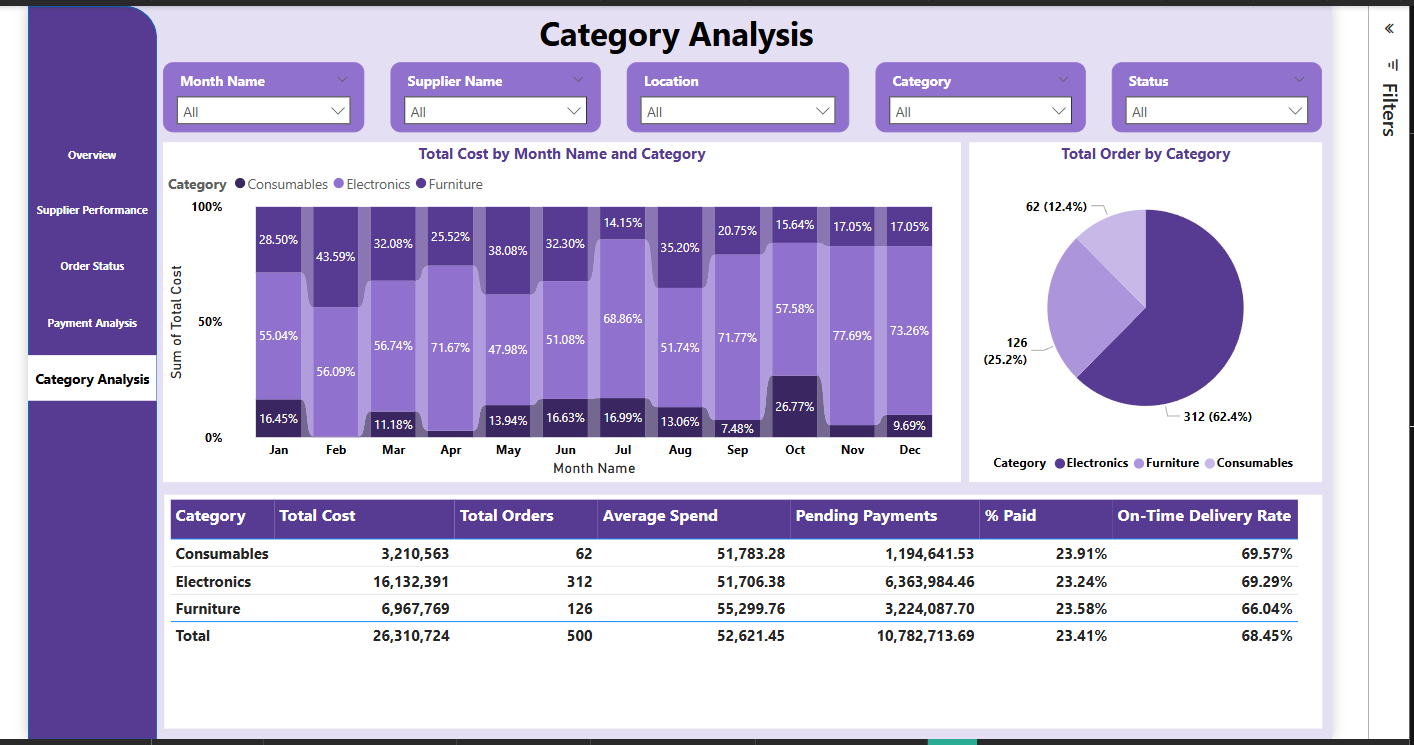 Category Analysis
Month Name
All
Supplier Name
All
Location
All
Category
All
Status
All
Filters
Overview
Supplier Performance
Order Status
Payment Analysis
Category Analysis
Total Cost by Month Name and Category
Category Consumables Electronics Furniture
Sum of Total Cost
100%
50%
0%
28.50% 43.59% 32.08% 25.52% 38.08% 32.30% 14.15% 35.20% 20.75% 15.64% 17.05% 17.05%
55.04% 56.09% 56.74% 71.67% 47.98% 51.08% 68.86% 51.74% 71.77% 57.58% 77.69% 73.26%
16.45% 11.18% 13.94% 16.63% 16.99% 13.06% 7.48% 26.77% 9.69%
Jan Feb Mar Apr May Jun Jul Aug Sep Oct Nov Dec
Month Name
Total Order by Category
62 (12.4%)
126
(25.2%)
312 (62.4%)
Category Electronics Furniture Consumables
Category Total Cost Total Orders Average Spend Pending Payments % Paid On-Time Delivery Rate
Consumables 3,210,563 62 51,783.28 1,194,641.53 23.91% 69.57%
Electronics 16,132,391 312 51,706.38 6,363,984.46 23.24% 69.29%
Furniture 6,967,769 126 55,299.76 3,224,087.70 23.58% 66.04%
Total 26,310,724 500 52,621.45 10,782,713.69 23.41% 68.45%